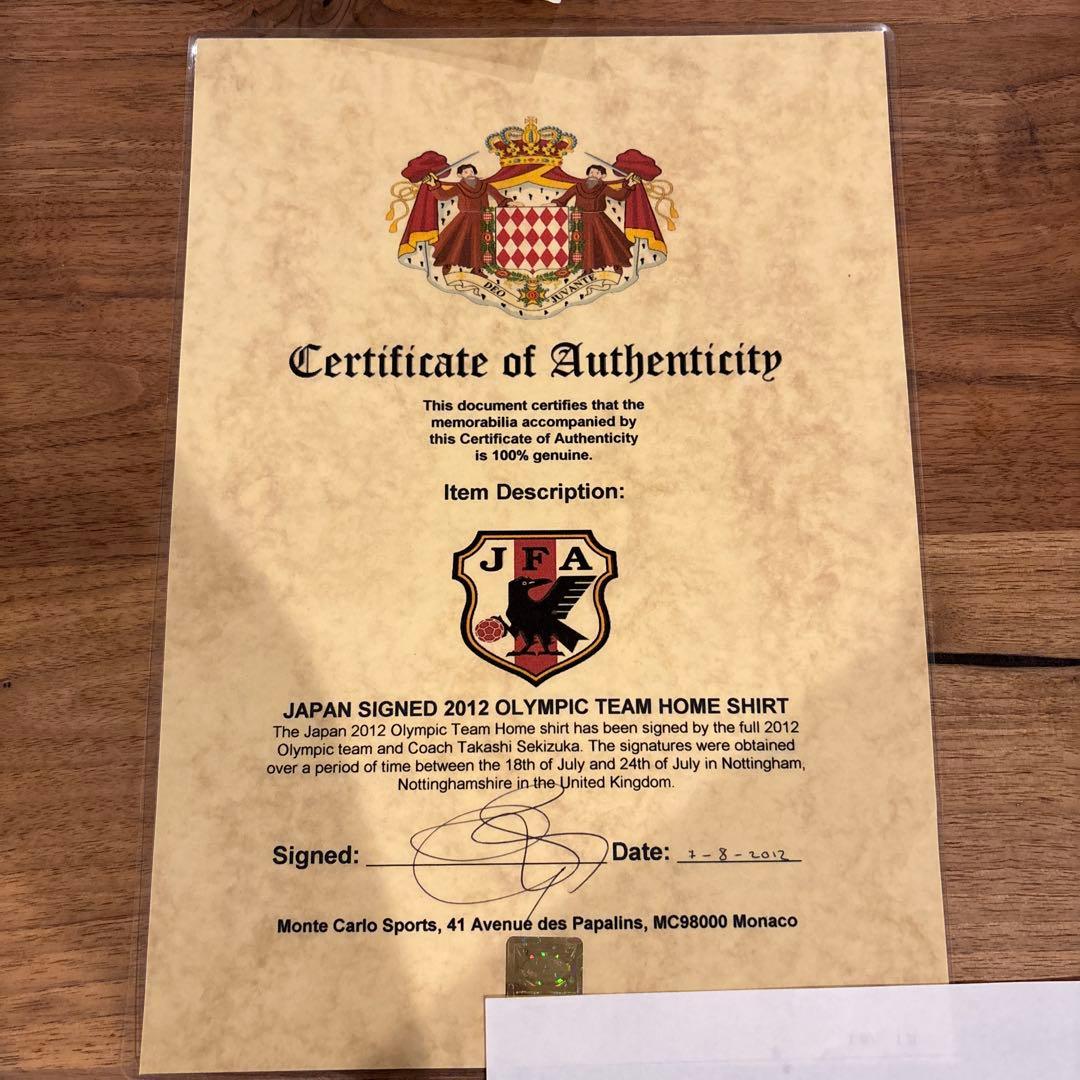 DEO JUVANTE
Certificate of Authenticity
This document certifies that the
memorabilia accompanied by
this Certificate of Authenticity
is 100% genuine.
Item Description:
JFA
JAPAN SIGNED 2012 OLYMPIC TEAM HOME SHIRT
The Japan 2012 Olympic Team Home shirt has been signed by the full 2012
Olympic team and Coach Takashi Sekizuka. The signatures were obtained
over a period of time between the 18th of July and 24th of July in Nottingham,
Nottinghamshire in the United Kingdom.
Signed: Date: 7-8-2012
Monte Carlo Sports, 41 Avenue des Papalins, MC98000 Monaco